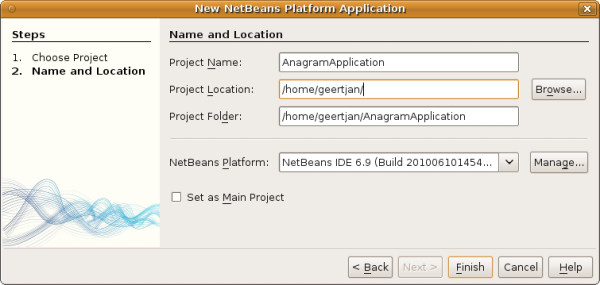 New NetBeans Platform Application
Steps
1. Choose Project
2. Name and Location
Name and Location
Project Name: AnagramApplication
Project Location: /home/geertjan/ Browse...
Project Folder: /home/geertjan/AnagramApplication
NetBeans Platform: NetBeans IDE 6.9 (Build 201006101454... Manage...
Set as Main Project
< Back Next > Finish Cancel Help